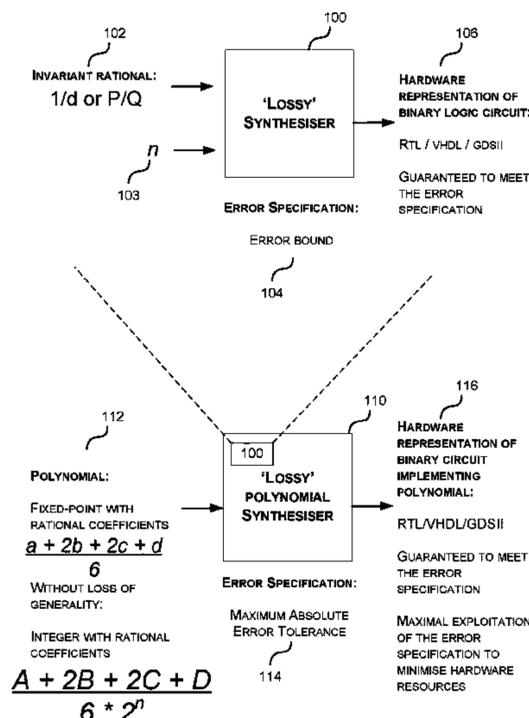 100
102
106
INVARIANT RATIONAL:
1/d or P/Q
n
103
'LOSSY'
SYNTHESISER
HARDWARE
REPRESENTATION OF
BINARY LOGIC CIRCUIT:
RTL / VHDL / GDSII
GUARANTEED TO MEET
THE ERROR
SPECIFICATION
ERROR SPECIFICATION:
ERROR BOUND
104
112
110
116
POLYNOMIAL:
FIXED-POINT WITH
RATIONAL COEFFICIENTS
a + 2b + 2c + d
6
WITHOUT LOSS OF
GENERALITY:
INTEGER WITH RATIONAL
COEFFICIENTS
A + 2B + 2C + D
6 * 2ⁿ
100
'LOSSY'
POLYNOMIAL
SYNTHESISER
ERROR SPECIFICATION:
MAXIMUM ABSOLUTE
ERROR TOLERANCE
114
HARDWARE
REPRESENTATION OF
BINARY CIRCUIT
IMPLEMENTING
POLYNOMIAL:
RTL/VHDL/GDSII
GUARANTEED TO MEET
THE ERROR
SPECIFICATION
MAXIMAL EXPLOITATION
OF THE ERROR
SPECIFICATION TO
MINIMISE HARDWARE
RESOURCES